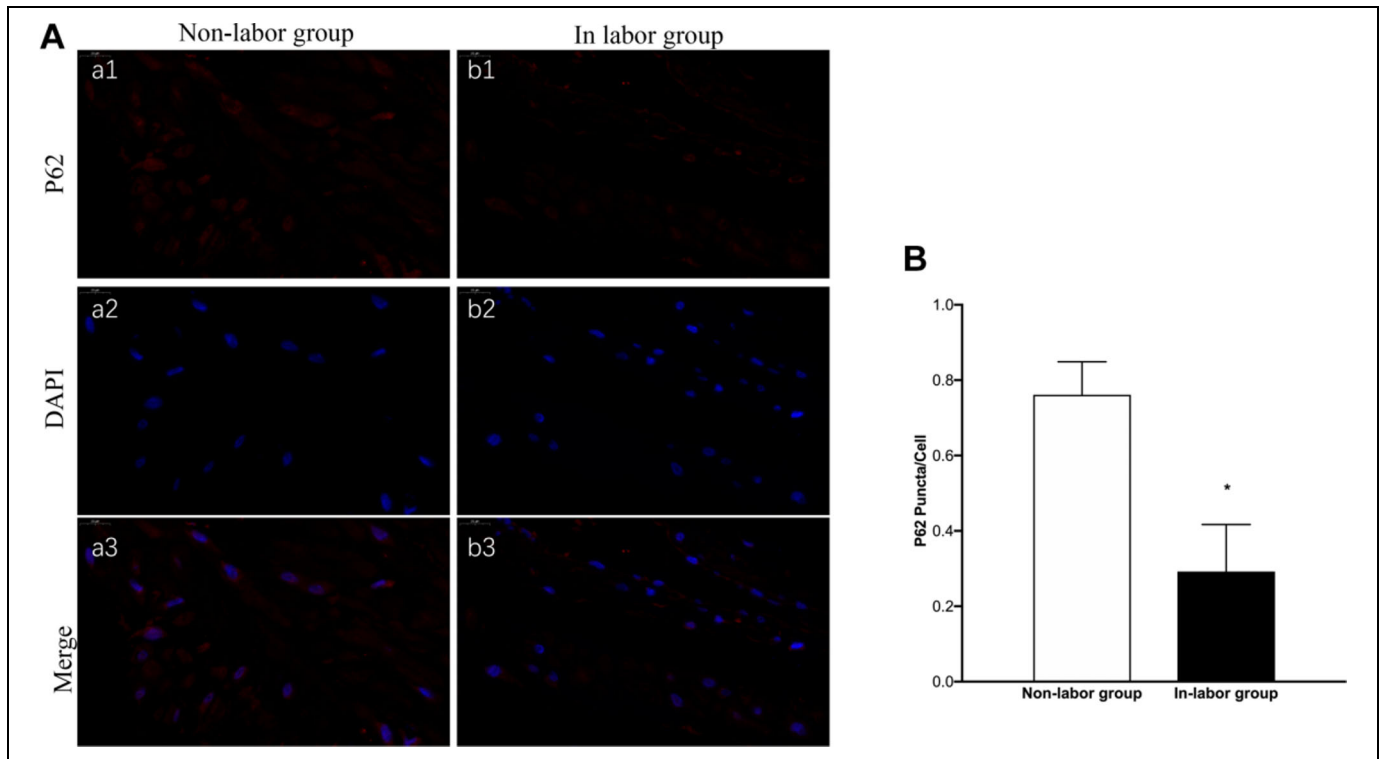 A
Non-labor group
In labor group
P62
a1
b1
DAPI
a2
b2
Merge
a3
b3
B
P62 Puncta/Cell
1.0
0.8
0.6
0.4
0.2
0.0
*
Non-labor group
In-labor group